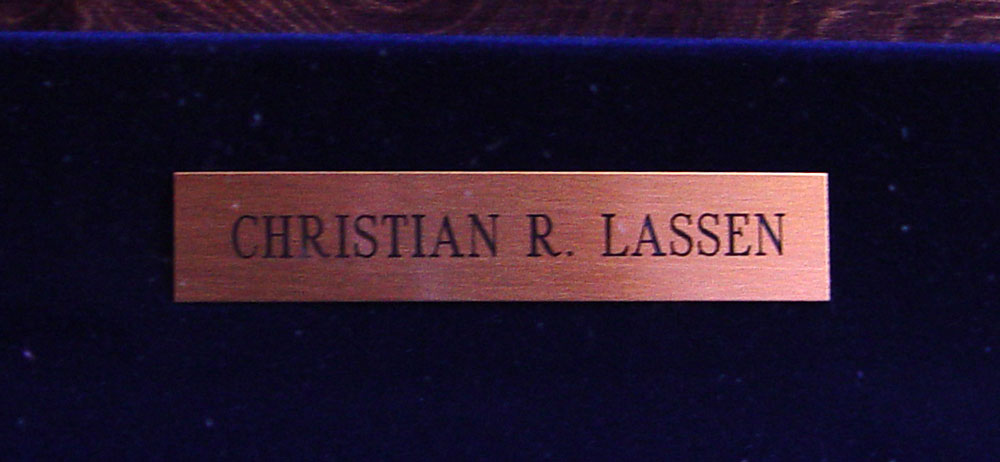 CHRISTIAN R. LASSEN